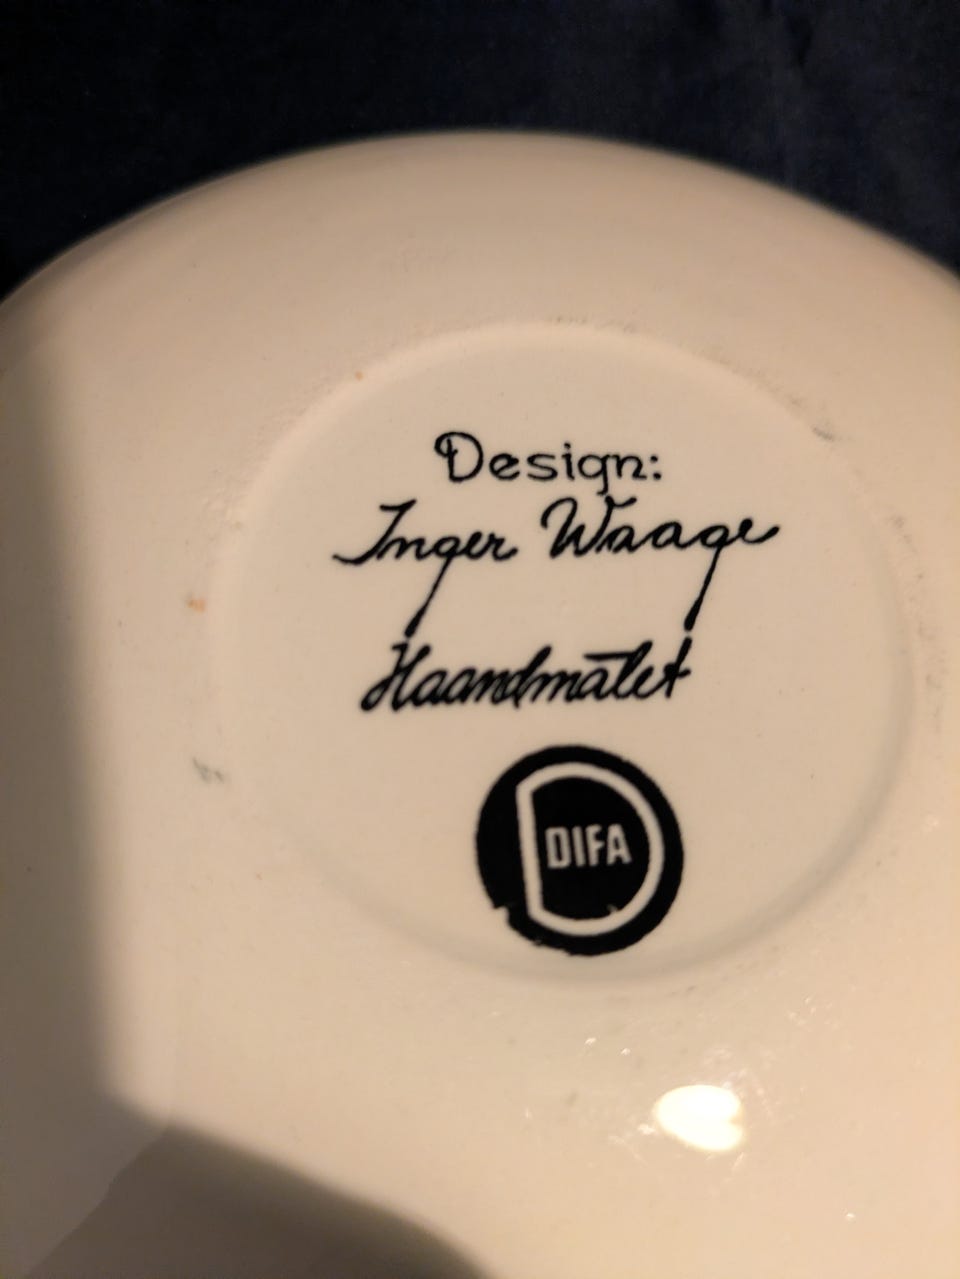 Design:
Inger Waage
Haandmalet
DIFA